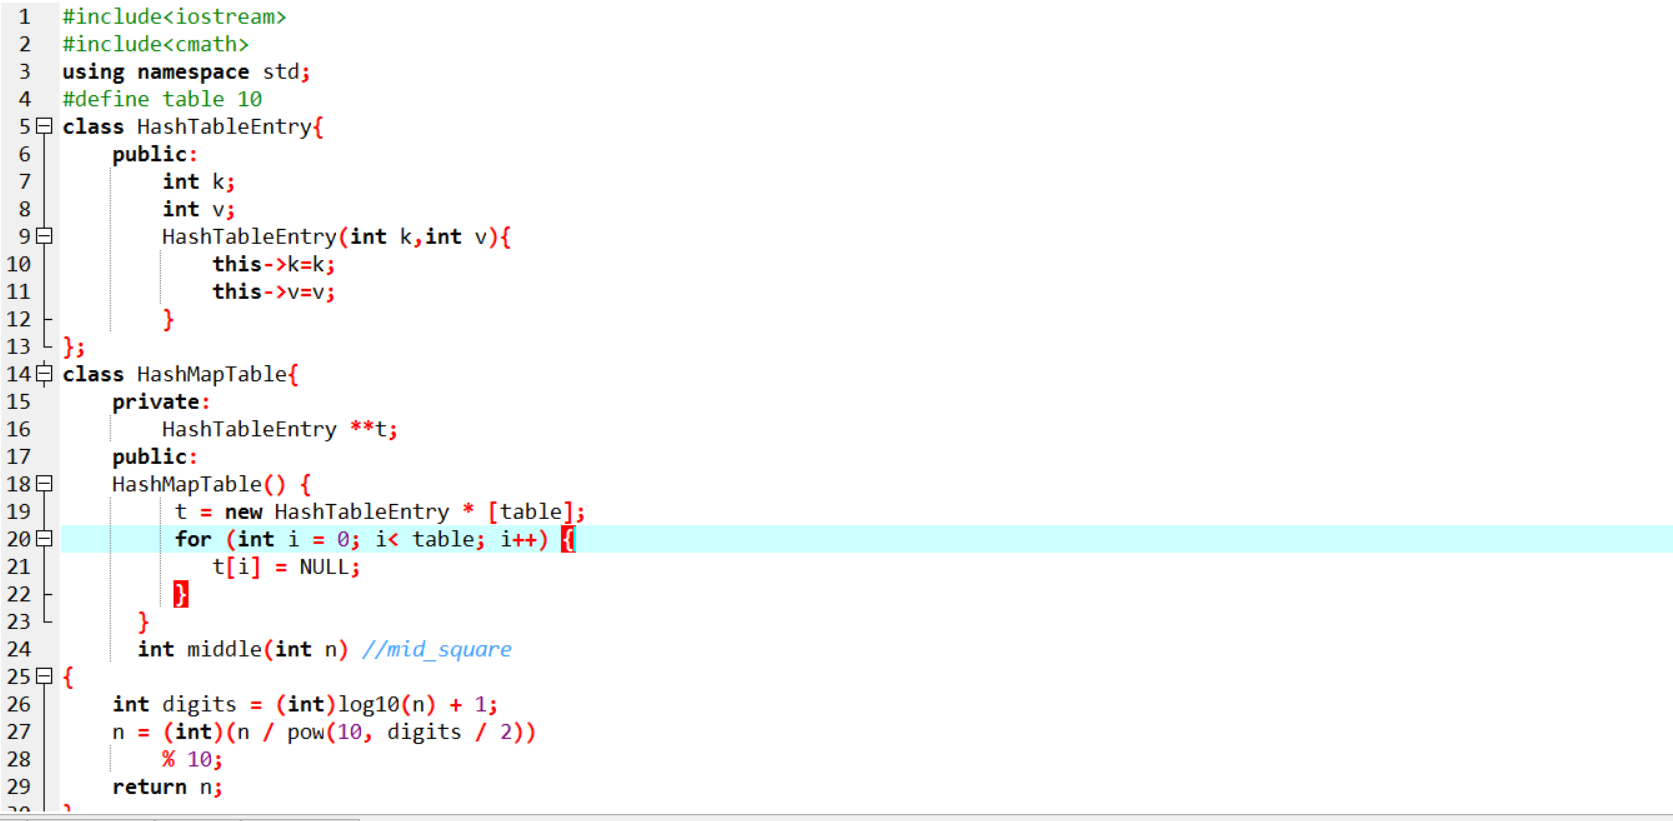 1 #include<iostream>
2 #include<cmath>
3 using namespace std;
4 #define table 10
5 class HashTableEntry{
6     public:
7         int k;
8         int v;
9         HashTableEntry(int k,int v){
10             this->k=k;
11             this->v=v;
12         }
13 };
14 class HashMapTable{
15     private:
16         HashTableEntry **t;
17     public:
18     HashMapTable() {
19          t = new HashTableEntry * [table];
20          for (int i = 0; i< table; i++) {
21             t[i] = NULL;
22          }
23       }
24       int middle(int n) //mid_square
25 {
26     int digits = (int)log10(n) + 1;
27     n = (int)(n / pow(10, digits / 2))
28         % 10;
29     return n;